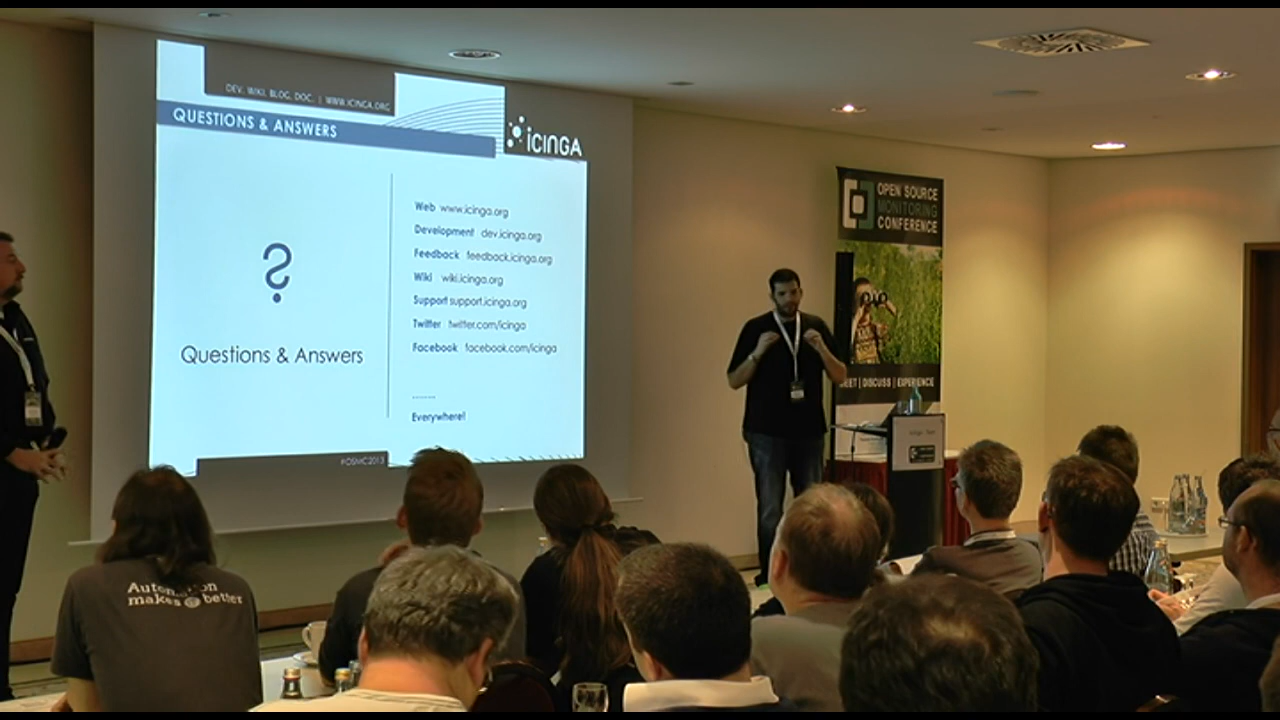 DEV, WIKI, BLOG, DOC. | WWW.ICINGA.ORG
QUESTIONS & ANSWERS
ICINGA
?
Questions & Answers
Web www.icinga.org
Development dev.icinga.org
Feedback feedback.icinga.org
Wiki wiki.icinga.org
Support support.icinga.org
Twitter twitter.com/icinga
Facebook facebook.com/icinga
.......
Everywhere!
#OSMC2013
OPEN SOURCE
MONITORING
CONFERENCE
MEET | DISCUSS | EXPERIENCE
Automation
makes better